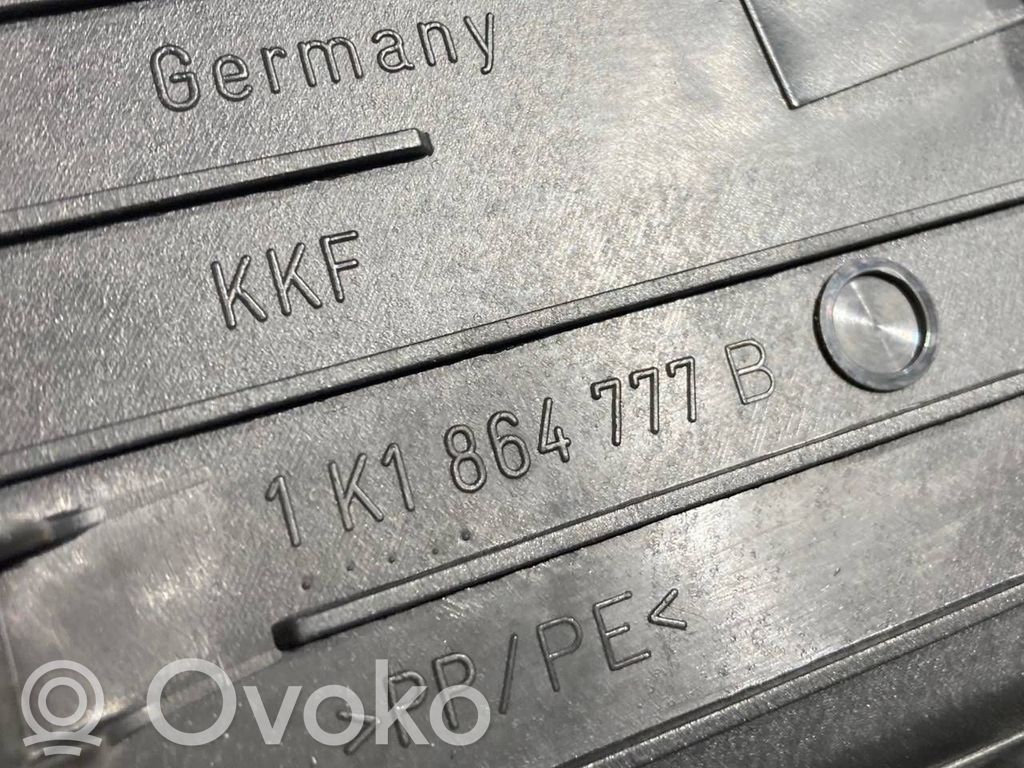 Germany
KKF
1K1 864 777 B
>PP/PE<
Ovoko